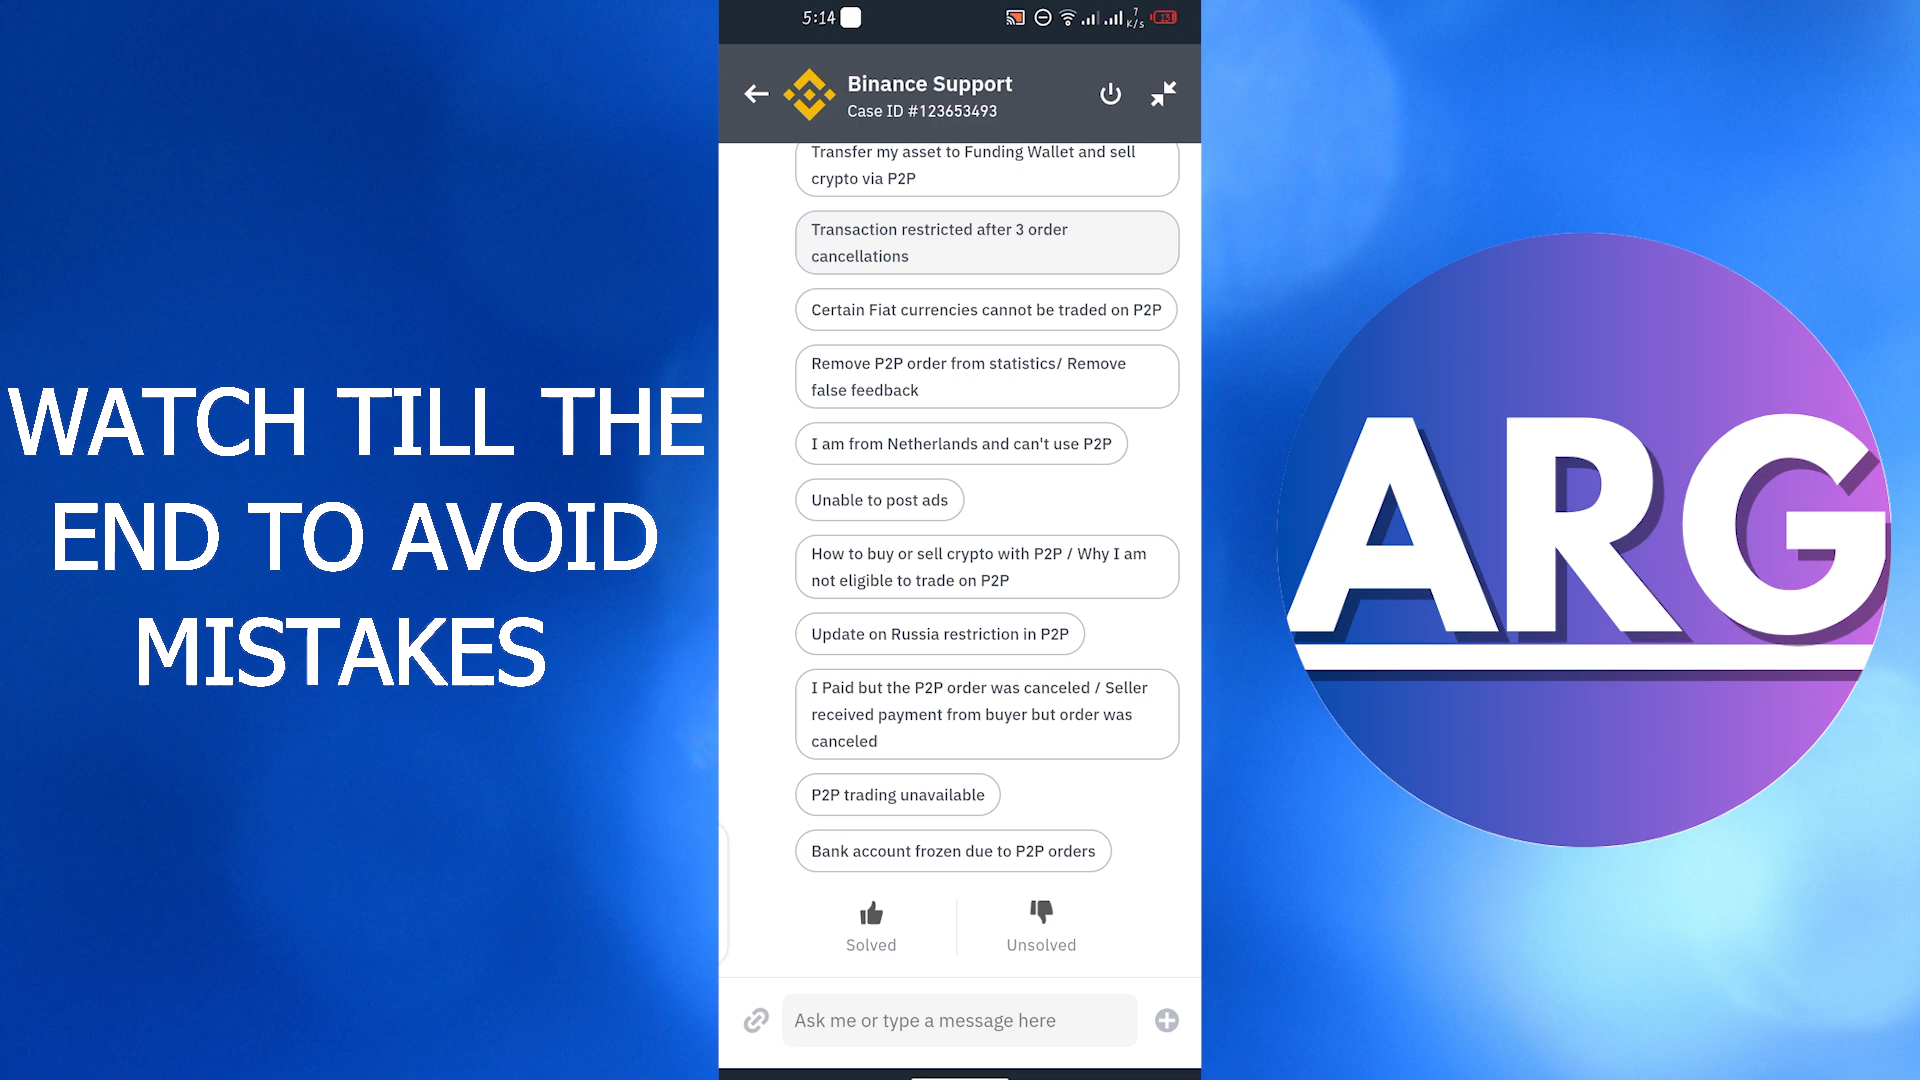 WATCH TILL THE
END TO AVOID
MISTAKES
5:14
7
K/s
13
Binance Support
Case ID #123653493
Transfer my asset to Funding Wallet and sell
crypto via P2P
Transaction restricted after 3 order
cancellations
Certain Fiat currencies cannot be traded on P2P
Remove P2P order from statistics/ Remove
false feedback
I am from Netherlands and can't use P2P
Unable to post ads
How to buy or sell crypto with P2P / Why I am
not eligible to trade on P2P
Update on Russia restriction in P2P
I Paid but the P2P order was canceled / Seller
received payment from buyer but order was
canceled
P2P trading unavailable
Bank account frozen due to P2P orders
Solved
Unsolved
Ask me or type a message here
ARG